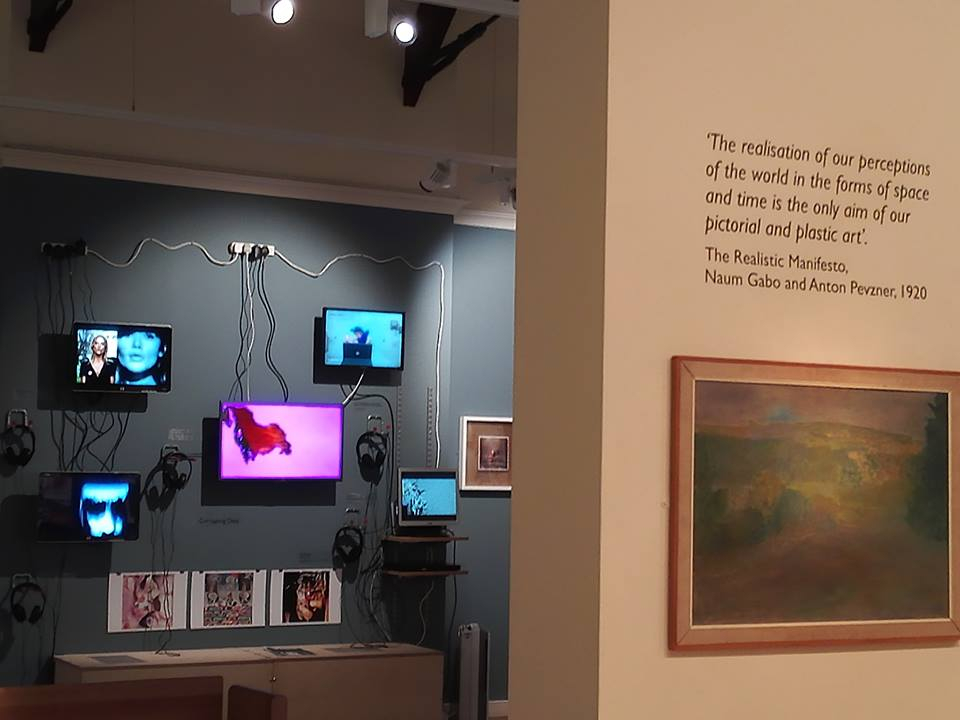 'The realisation of our perceptions
of the world in the forms of space
and time is the only aim of our
pictorial and plastic art'.
The Realistic Manifesto,
Naum Gabo and Anton Pevzner, 1920